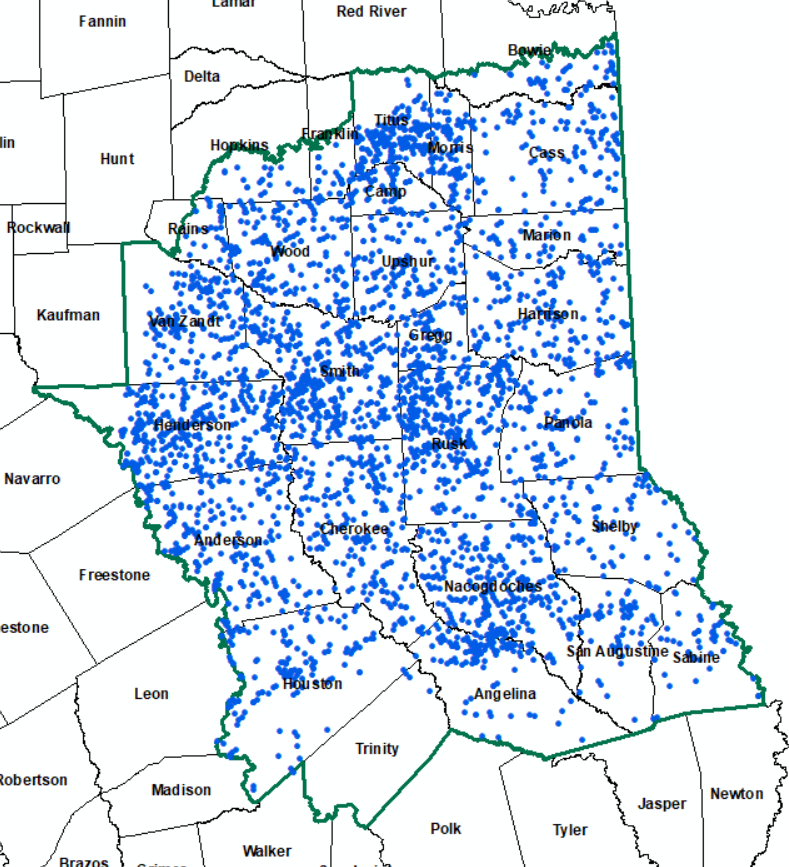 Lamar
Red River
Fannin
Bowie
Delta
Titus
Franklin
Hopkins
Morris
Cass
lin
Hunt
Camp
Rains
Rockwall
Marion
Wood
Upshur
Kaufman
Harrison
Van Zandt
Gregg
Smith
Henderson
Panola
Rusk
Navarro
Shelby
Cherokee
Anderson
Freestone
Nacogdoches
estone
San Augustine
Sabine
Houston
Leon
Angelina
Trinity
Robertson
Madison
Newton
Jasper
Polk
Tyler
Walker
Brazos